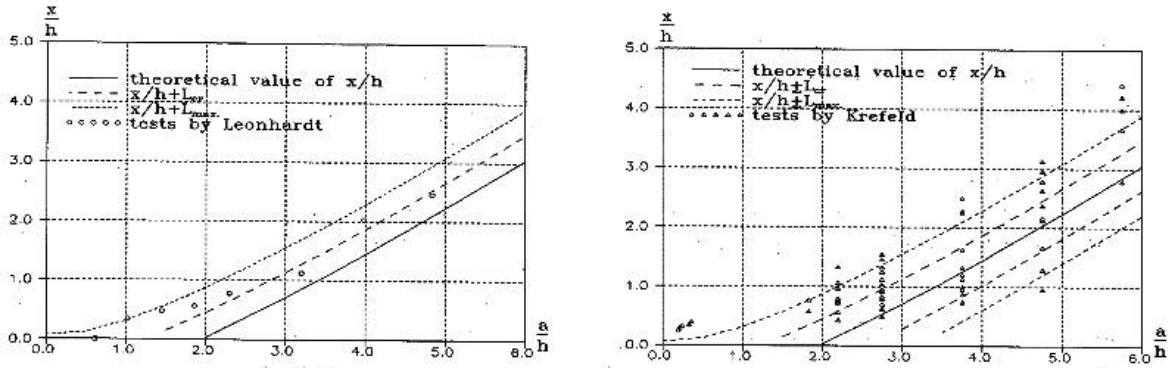 x/h
5.0
theoretical value of x/h
x/h+L
4.0
x/h+L
tests by Leonhardt
3.0
2.0
1.0
0.0
0.0 1.0 2.0 3.0 4.0 5.0 6.0
a/h
x/h
5.0
theoretical value of x/h
4.0
x/h±L
x/h±L max
tests by Krefeld
3.0
2.0
1.0
.0.0
0.0 1.0 2.0 3.0 4.0 5.0 6.0
a/h